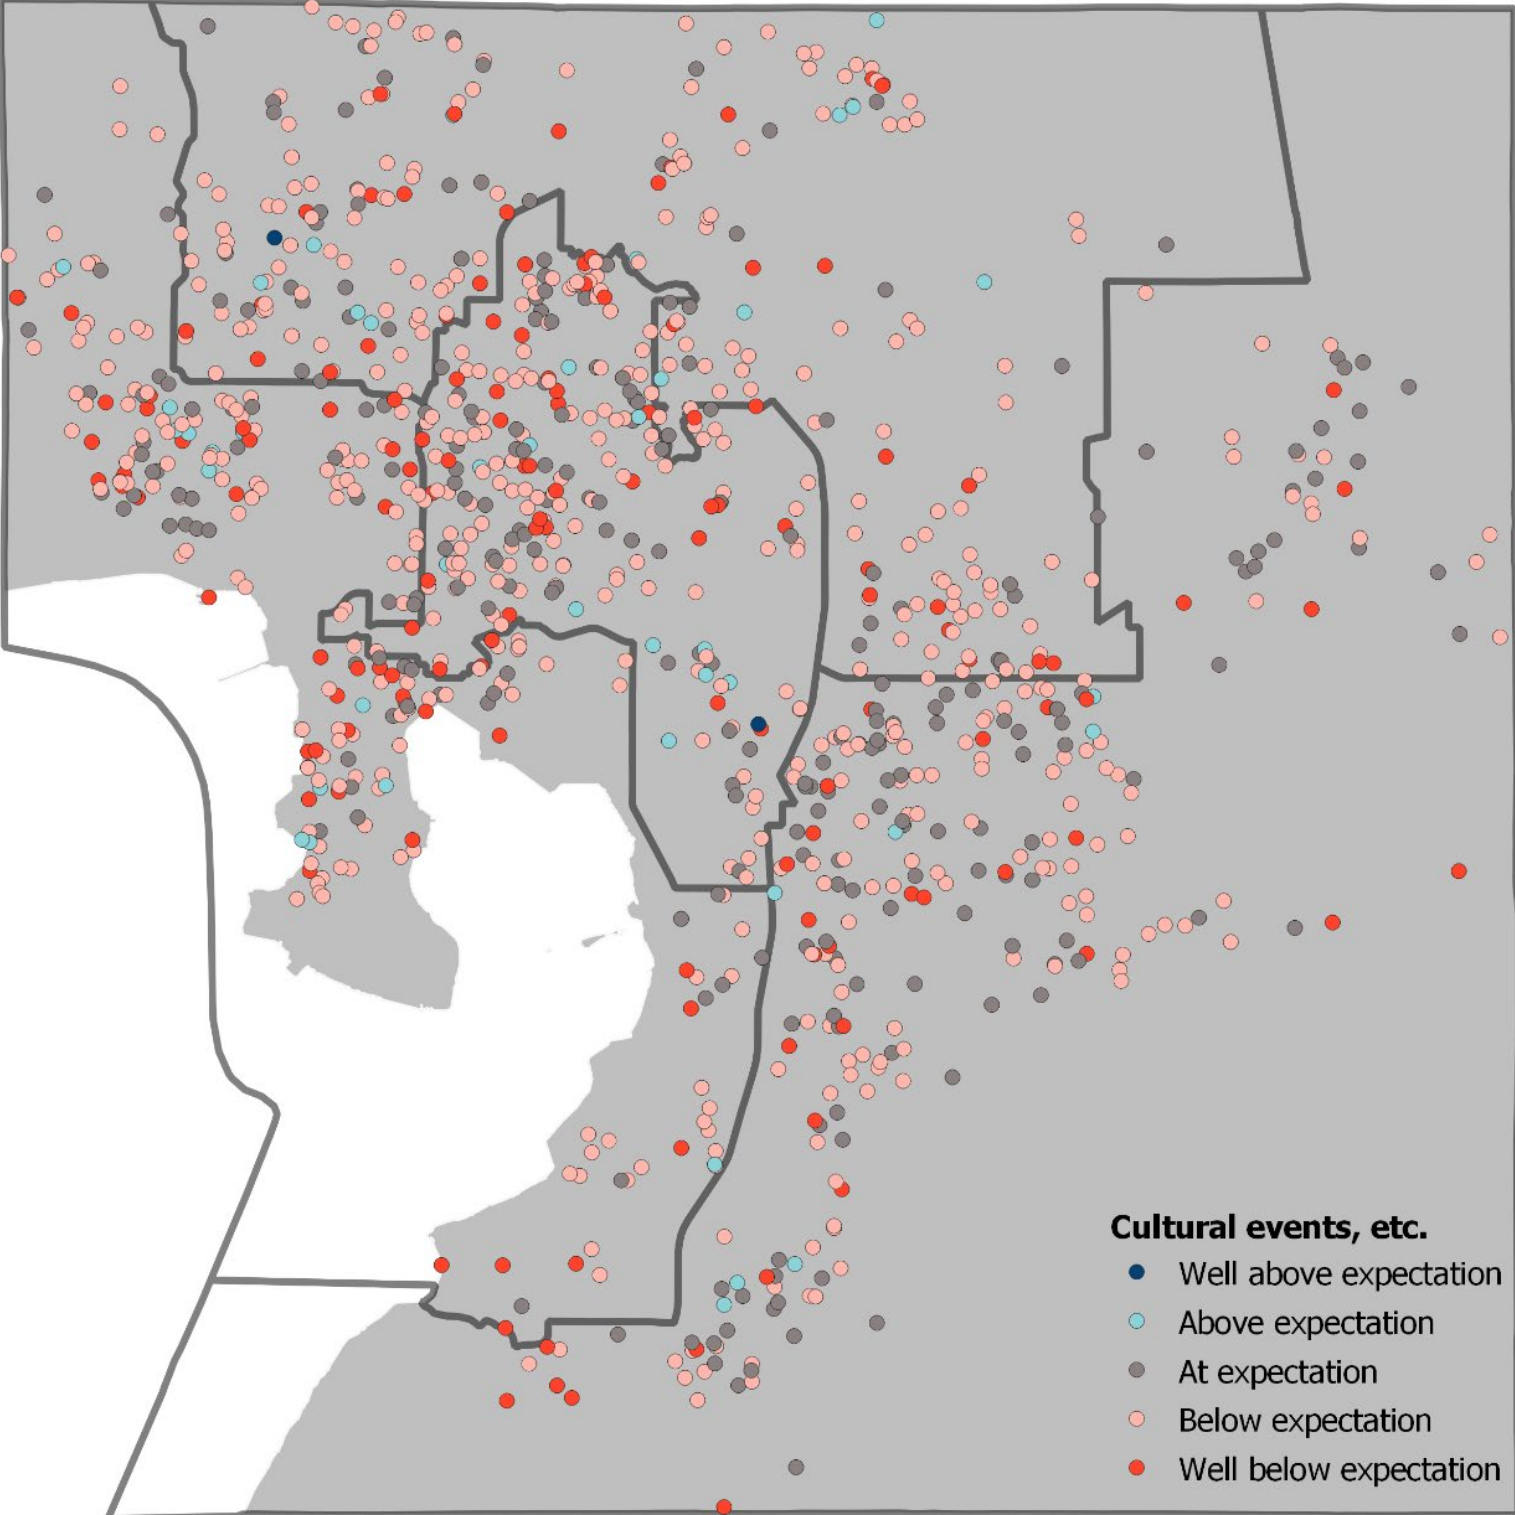 Cultural events, etc.
Well above expectation
Above expectation
At expectation
Below expectation
Well below expectation